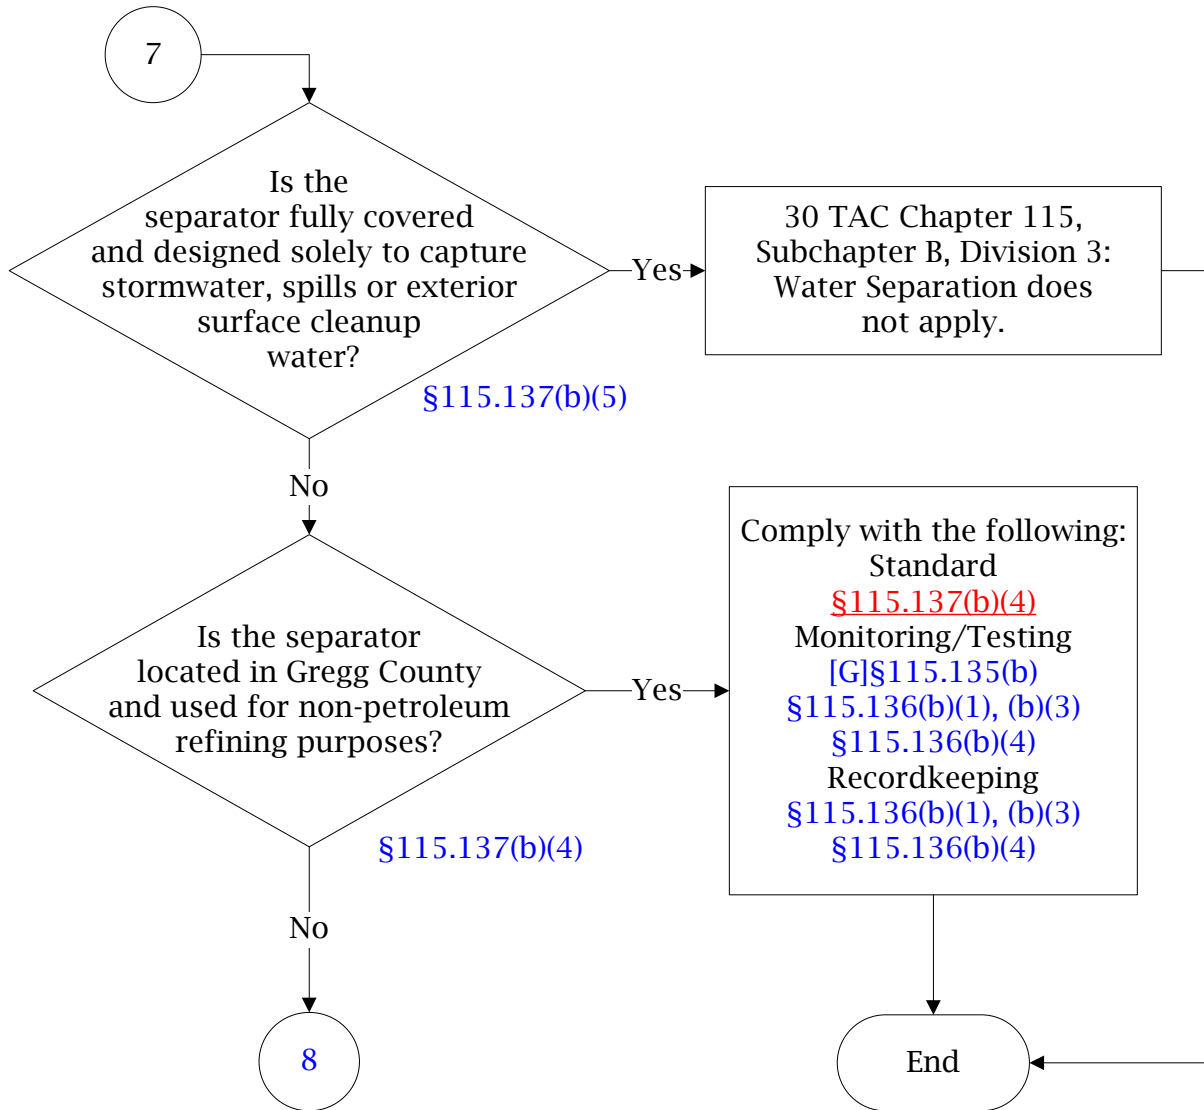 7
Is the
separator fully covered
and designed solely to capture
stormwater, spills or exterior
surface cleanup
water?
§115.137(b)(5)
Yes
30 TAC Chapter 115,
Subchapter B, Division 3:
Water Separation does
not apply.
No
Is the separator
located in Gregg County
and used for non-petroleum
refining purposes?
§115.137(b)(4)
Yes
Comply with the following:
Standard
§115.137(b)(4)
Monitoring/Testing
[G]§115.135(b)
§115.136(b)(1), (b)(3)
§115.136(b)(4)
Recordkeeping
§115.136(b)(1), (b)(3)
§115.136(b)(4)
No
8
End